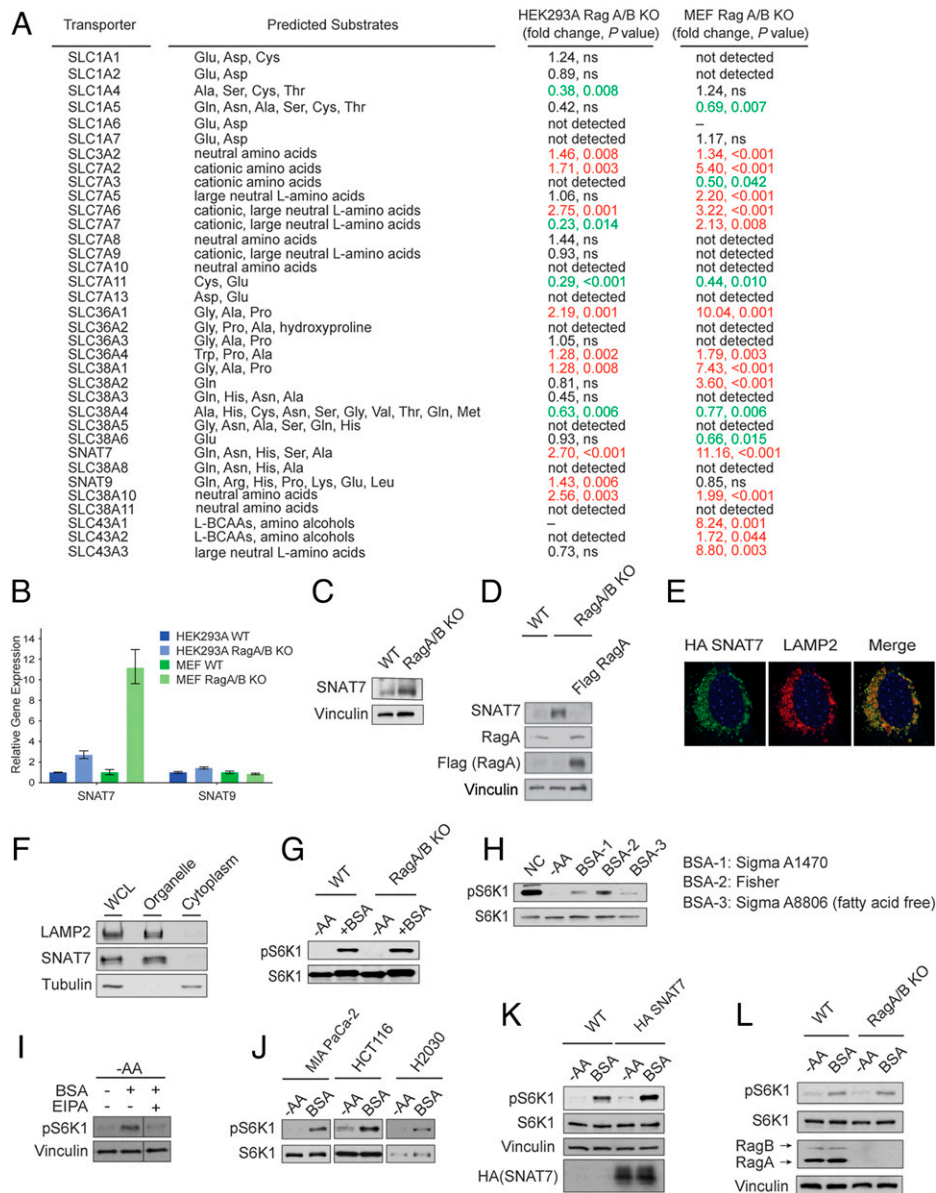 A
Transporter Predicted Substrates HEK293A Rag A/B KO (fold change, P value) MEF Rag A/B KO (fold change, P value)
SLC1A1 Glu, Asp, Cys 1.24, ns not detected
SLC1A2 Glu, Asp 0.89, ns not detected
SLC1A4 Ala, Ser, Cys, Thr 0.38, 0.008 1.24, ns
SLC1A5 Gln, Asn, Ala, Ser, Cys, Thr 0.42, ns 0.69, 0.007
SLC1A6 Glu, Asp not detected –
SLC1A7 Glu, Asp not detected 1.17, ns
SLC3A2 neutral amino acids 1.46, 0.008 1.34, <0.001
SLC7A2 cationic amino acids 1.71, 0.003 5.40, <0.001
SLC7A3 cationic amino acids not detected 0.50, 0.042
SLC7A5 large neutral L-amino acids 1.06, ns 2.20, <0.001
SLC7A6 cationic, large neutral L-amino acids 2.75, 0.001 3.22, <0.001
SLC7A7 cationic, large neutral L-amino acids 0.23, 0.014 2.13, 0.008
SLC7A8 neutral amino acids 1.44, ns not detected
SLC7A9 cationic, large neutral L-amino acids 0.93, ns not detected
SLC7A10 neutral amino acids not detected not detected
SLC7A11 Cys, Glu 0.29, <0.001 0.44, 0.010
SLC7A13 Asp, Glu not detected not detected
SLC36A1 Gly, Ala, Pro 2.19, 0.001 10.04, <0.001
SLC36A2 Gly, Pro, Ala, hydroxyproline not detected not detected
SLC36A3 Gly, Ala, Pro 1.05, ns not detected
SLC36A4 Trp, Pro, Ala 1.28, 0.002 1.79, 0.003
SLC38A1 Gly, Ala, Pro 1.28, 0.008 7.43, <0.001
SLC38A2 Gln 0.81, ns 3.60, <0.001
SLC38A3 Gln, His, Asn, Ala 0.45, ns not detected
SLC38A4 Ala, His, Cys, Asn, Ser, Gly, Val, Thr, Gln, Met 0.63, 0.006 0.77, 0.006
SLC38A5 Gly, Asn, Ala, Ser, Gln, His not detected not detected
SLC38A6 Glu 0.93, ns 0.66, 0.015
SNAT7 Gln, Asn, His, Ser, Ala 2.70, <0.001 11.16, <0.001
SLC38A8 Gln, Asn, His, Ala not detected not detected
SNAT9 Gln, Arg, His, Pro, Lys, Glu, Leu 1.43, 0.006 0.85, ns
SLC38A10 neutral amino acids 2.56, 0.003 1.99, <0.001
SLC38A11 neutral amino acids not detected not detected
SLC43A1 L-BCAAs, amino alcohols – 8.24, 0.001
SLC43A2 L-BCAAs, amino alcohols not detected 1.72, 0.044
SLC43A3 large neutral L-amino acids 0.73, ns 8.80, 0.003
B
Relative Gene Expression
14
12
10
8
6
4
2
0
HEK293A WT
HEK293A RagA/B KO
MEF WT
MEF RagA/B KO
SNAT7 SNAT9
C
WT RagA/B KO
SNAT7
Vinculin
D
WT RagA/B KO
Flag RagA
SNAT7
RagA
Flag (RagA)
Vinculin
E
HA SNAT7 LAMP2 Merge
F
WCL Organelle Cytoplasm
LAMP2
SNAT7
Tubulin
G
WT RagA/B KO
-AA +BSA -AA +BSA
pS6K1
S6K1
H
NC -AA BSA-1 BSA-2 BSA-3
pS6K1
S6K1
BSA-1: Sigma A1470
BSA-2: Fisher
BSA-3: Sigma A8806 (fatty acid free)
I
-AA
BSA - + +
EIPA - - +
pS6K1
Vinculin
J
MIA PaCa-2 HCT116 H2030
-AA BSA -AA BSA -AA BSA
pS6K1
S6K1
K
WT HA SNAT7
-AA BSA -AA BSA
pS6K1
S6K1
Vinculin
HA(SNAT7)
L
WT RagA/B KO
-AA BSA -AA BSA
pS6K1
S6K1
RagB →
RagA →
Vinculin